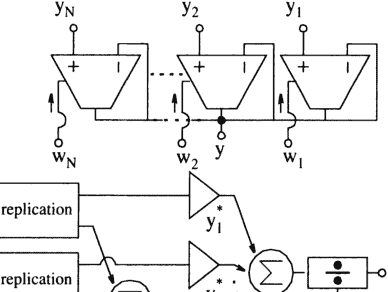 y_N y_2 y_1
+ − + − + −
w_N w_2 y w_1
replication
y_1^*
replication
Σ ÷